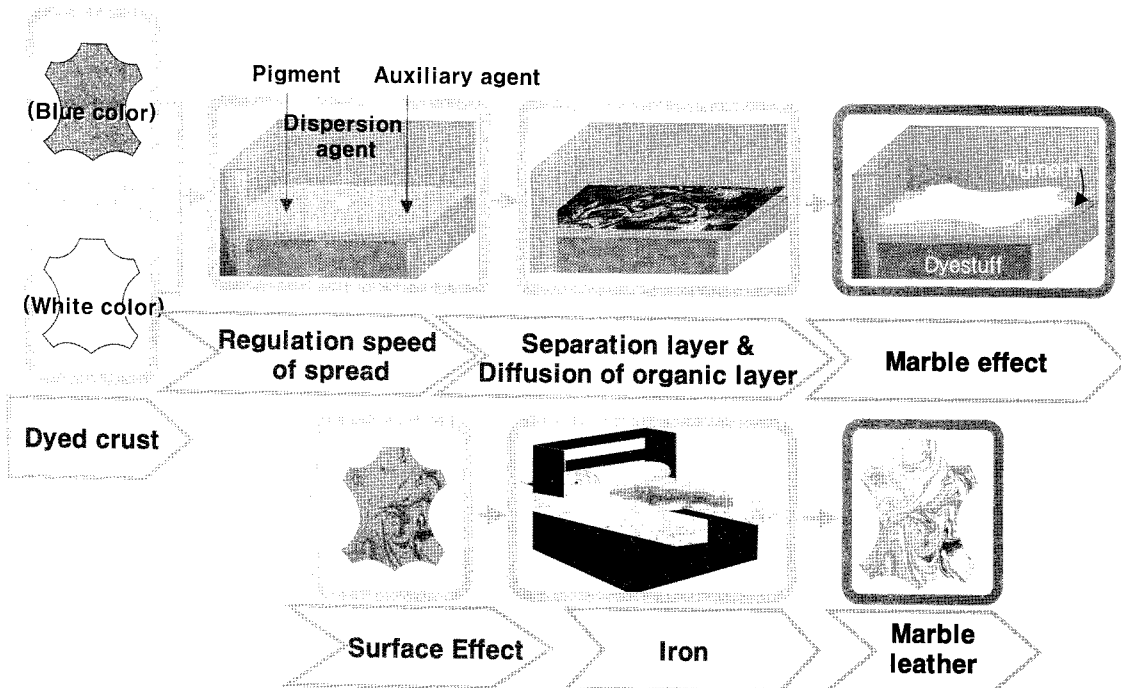 (Blue color)
(White color)
Dyed crust
Pigment
Auxiliary agent
Dispersion
agent
Regulation speed
of spread
Separation layer &
Diffusion of organic layer
Dyestuff
Marble effect
Surface Effect
Iron
Marble
leather